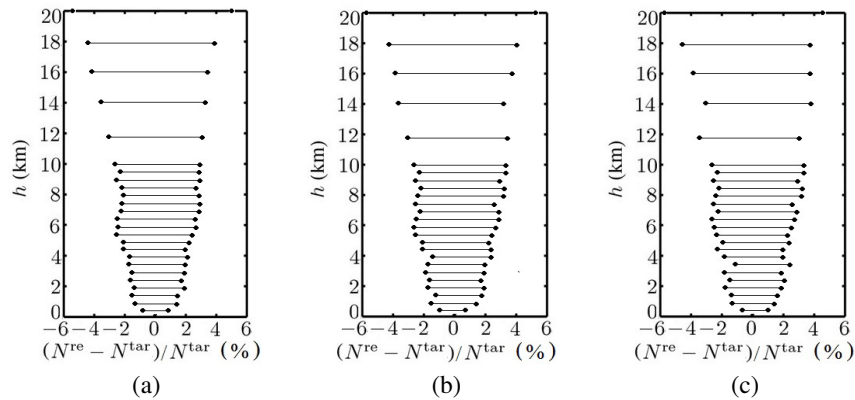 20 20 20
18 18 18
16 16 16
14 14 14
12 12 12
h (km) h (km) h (km)
10 10 10
8 8 8
6 6 6
4 4 4
2 2 2
0 0 0
−6 −4 −2 0 2 4 6 −6 −4 −2 0 2 4 6 −6 −4 −2 0 2 4 6
(N^re − N^tar)/N^tar (%) (N^re − N^tar)/N^tar (%) (N^re − N^tar)/N^tar (%)
(a) (b) (c)